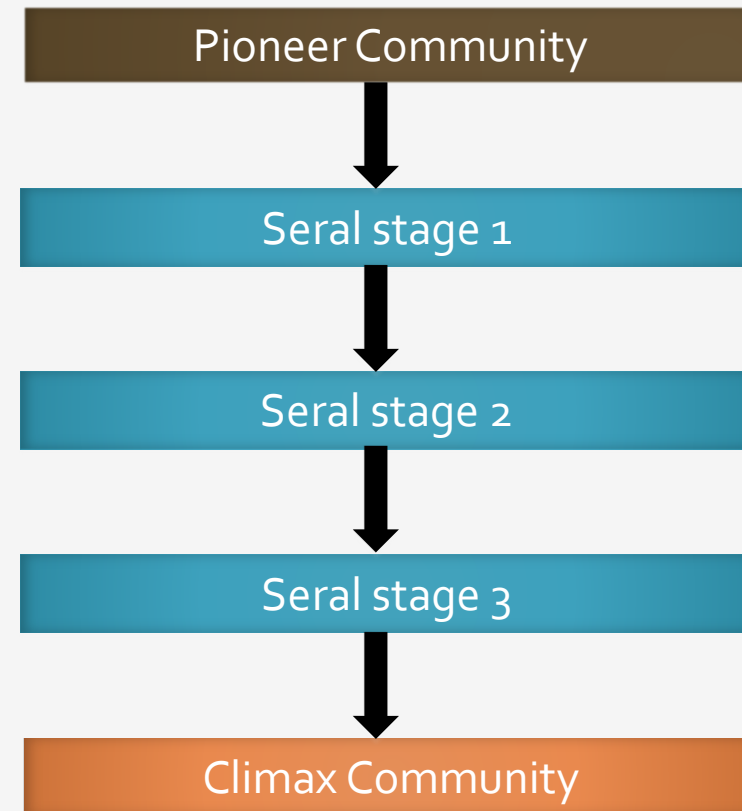 Pioneer Community
Seral stage 1
Seral stage 2
Seral stage 3
Climax Community